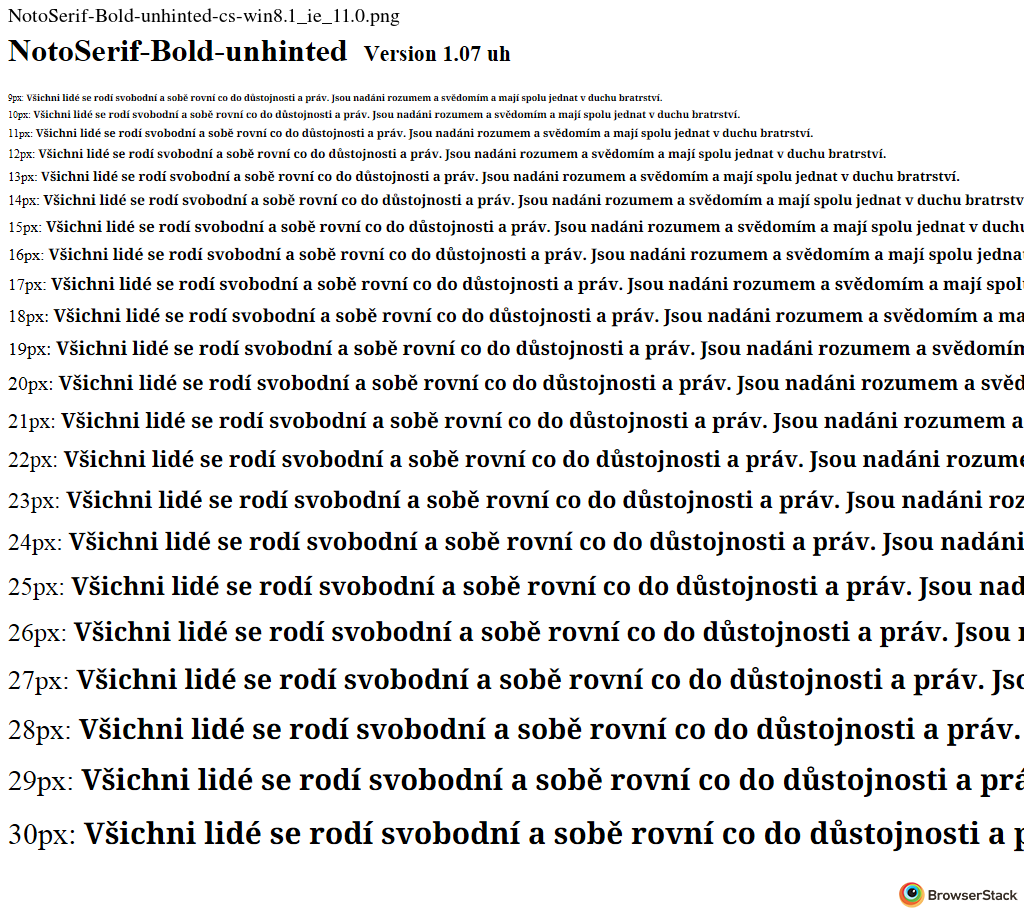 NotoSerif-Bold-unhinted-cs-win8.1_ie_11.0.png
NotoSerif-Bold-unhinted Version 1.07 uh
9px: Všichni lidé se rodí svobodní a sobě rovní co do důstojnosti a práv. Jsou nadáni rozumem a svědomím a mají spolu jednat v duchu bratrství.
10px: Všichni lidé se rodí svobodní a sobě rovní co do důstojnosti a práv. Jsou nadáni rozumem a svědomím a mají spolu jednat v duchu bratrství.
11px: Všichni lidé se rodí svobodní a sobě rovní co do důstojnosti a práv. Jsou nadáni rozumem a svědomím a mají spolu jednat v duchu bratrství.
12px: Všichni lidé se rodí svobodní a sobě rovní co do důstojnosti a práv. Jsou nadáni rozumem a svědomím a mají spolu jednat v duchu bratrství.
13px: Všichni lidé se rodí svobodní a sobě rovní co do důstojnosti a práv. Jsou nadáni rozumem a svědomím a mají spolu jednat v duchu bratrství.
14px: Všichni lidé se rodí svobodní a sobě rovní co do důstojnosti a práv. Jsou nadáni rozumem a svědomím a mají spolu jednat v duchu bratrstv
15px: Všichni lidé se rodí svobodní a sobě rovní co do důstojnosti a práv. Jsou nadáni rozumem a svědomím a mají spolu jednat v duchu
16px: Všichni lidé se rodí svobodní a sobě rovní co do důstojnosti a práv. Jsou nadáni rozumem a svědomím a mají spolu jedna
17px: Všichni lidé se rodí svobodní a sobě rovní co do důstojnosti a práv. Jsou nadáni rozumem a svědomím a mají spol
18px: Všichni lidé se rodí svobodní a sobě rovní co do důstojnosti a práv. Jsou nadáni rozumem a svědomím a ma
19px: Všichni lidé se rodí svobodní a sobě rovní co do důstojnosti a práv. Jsou nadáni rozumem a svědomím
20px: Všichni lidé se rodí svobodní a sobě rovní co do důstojnosti a práv. Jsou nadáni rozumem a svěd
21px: Všichni lidé se rodí svobodní a sobě rovní co do důstojnosti a práv. Jsou nadáni rozumem a
22px: Všichni lidé se rodí svobodní a sobě rovní co do důstojnosti a práv. Jsou nadáni rozume
23px: Všichni lidé se rodí svobodní a sobě rovní co do důstojnosti a práv. Jsou nadáni roz
24px: Všichni lidé se rodí svobodní a sobě rovní co do důstojnosti a práv. Jsou nadáni
25px: Všichni lidé se rodí svobodní a sobě rovní co do důstojnosti a práv. Jsou nad
26px: Všichni lidé se rodí svobodní a sobě rovní co do důstojnosti a práv. Jsou
27px: Všichni lidé se rodí svobodní a sobě rovní co do důstojnosti a práv. Jso
28px: Všichni lidé se rodí svobodní a sobě rovní co do důstojnosti a práv.
29px: Všichni lidé se rodí svobodní a sobě rovní co do důstojnosti a prá
30px: Všichni lidé se rodí svobodní a sobě rovní co do důstojnosti a p
BrowserStack